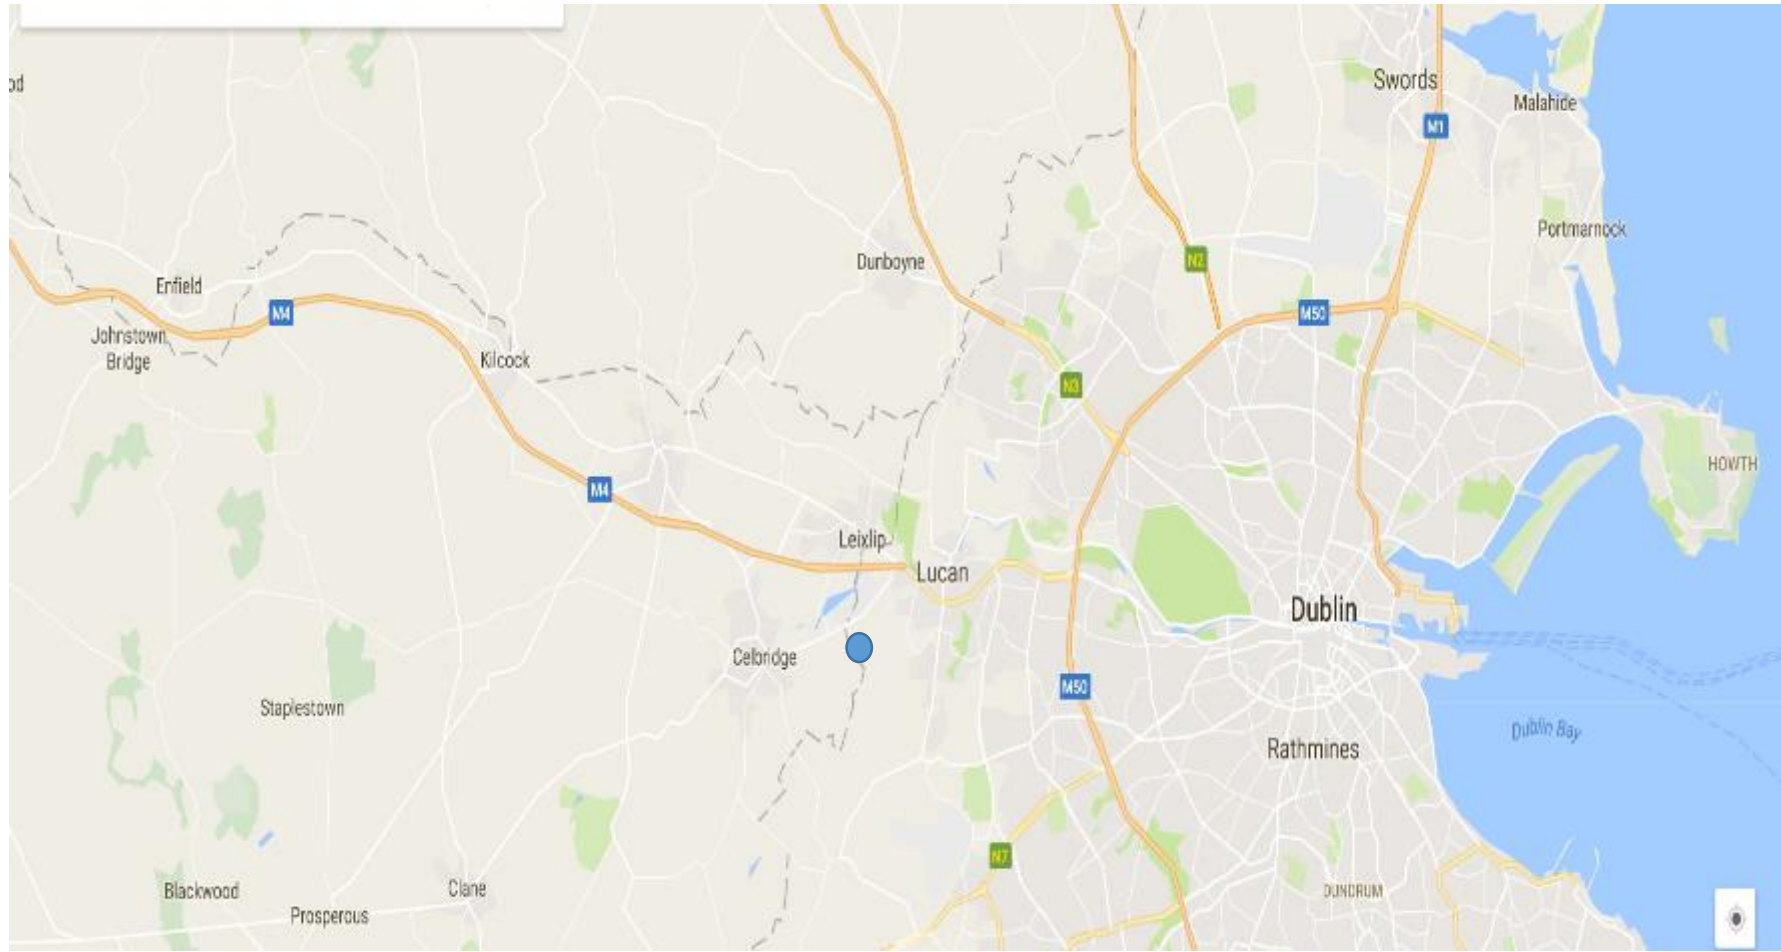 Swords
Malahide
M1
Portmarnock
N2
Dunboyne
Enfield
M4
M50
Johnstown
Bridge
Kilcock
N3
HOWTH
M4
Leixlip
Lucan
Dublin
Celbridge
M50
Staplestown
Dublin Bay
Rathmines
N7
Blackwood
Clane
DUNDRUM
Prosperous